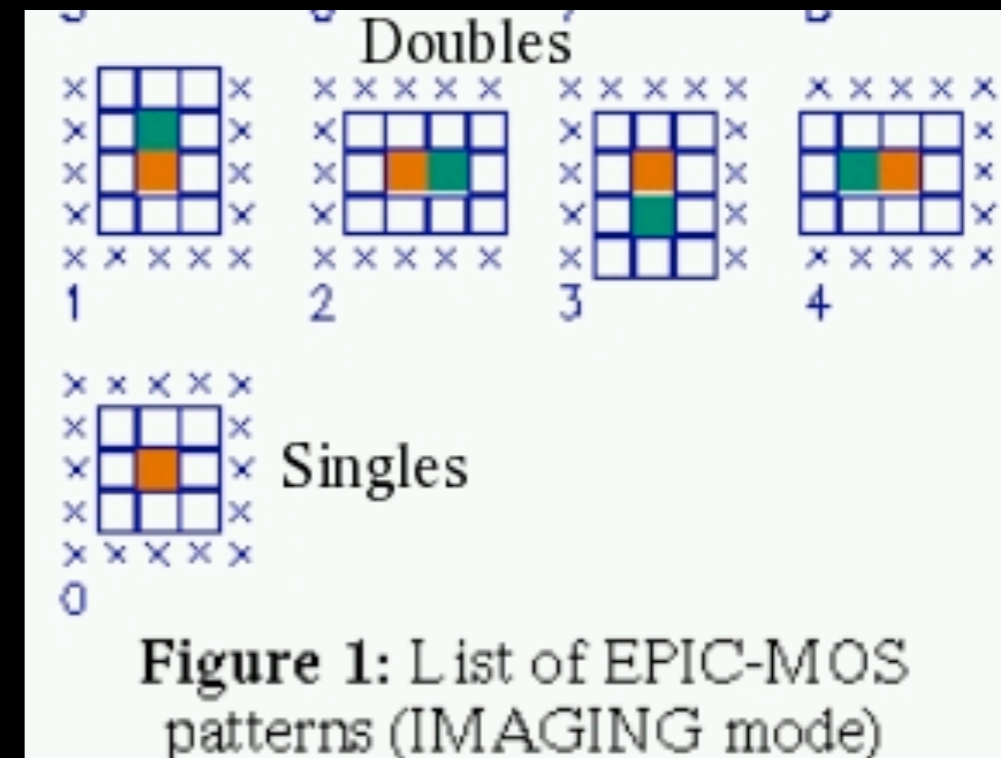 Doubles
1 2 3 4
Singles
0
Figure 1: List of EPIC-MOS
patterns (IMAGING mode)